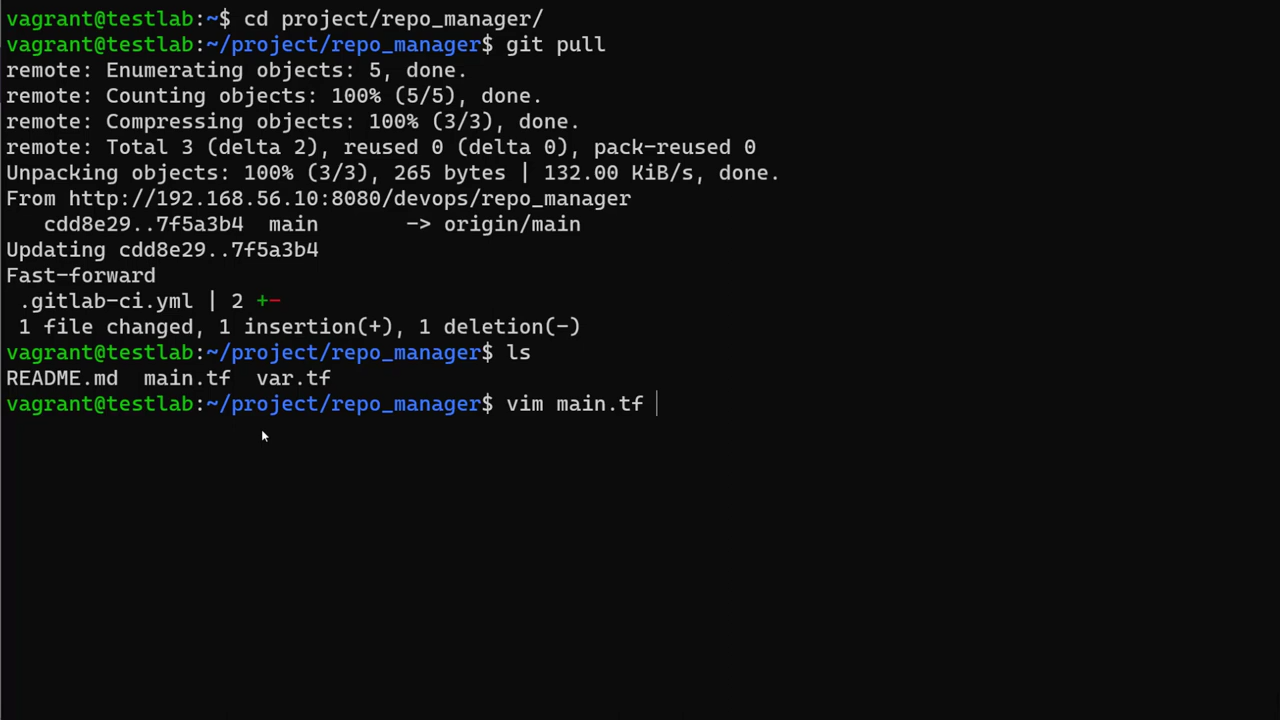 vagrant@testlab:~$ cd project/repo_manager/
vagrant@testlab:~/project/repo_manager$ git pull
remote: Enumerating objects: 5, done.
remote: Counting objects: 100% (5/5), done.
remote: Compressing objects: 100% (3/3), done.
remote: Total 3 (delta 2), reused 0 (delta 0), pack-reused 0
Unpacking objects: 100% (3/3), 265 bytes | 132.00 KiB/s, done.
From http://192.168.56.10:8080/devops/repo_manager
   cdd8e29..7f5a3b4  main       -> origin/main
Updating cdd8e29..7f5a3b4
Fast-forward
 .gitlab-ci.yml | 2 +-
 1 file changed, 1 insertion(+), 1 deletion(-)
vagrant@testlab:~/project/repo_manager$ ls
README.md  main.tf  var.tf
vagrant@testlab:~/project/repo_manager$ vim main.tf